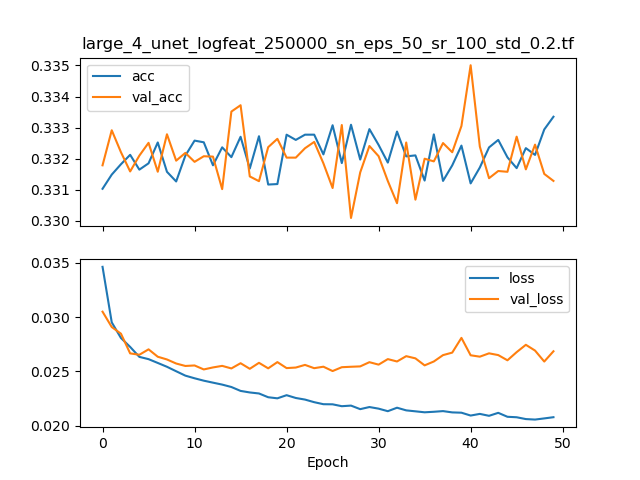 large_4_unet_logfeat_250000_sn_eps_50_sr_100_std_0.2.tf
0.335
0.334
0.333
0.332
0.331
0.330
acc
val_acc
0.035
0.030
0.025
0.020
loss
val_loss
0 10 20 30 40 50
Epoch